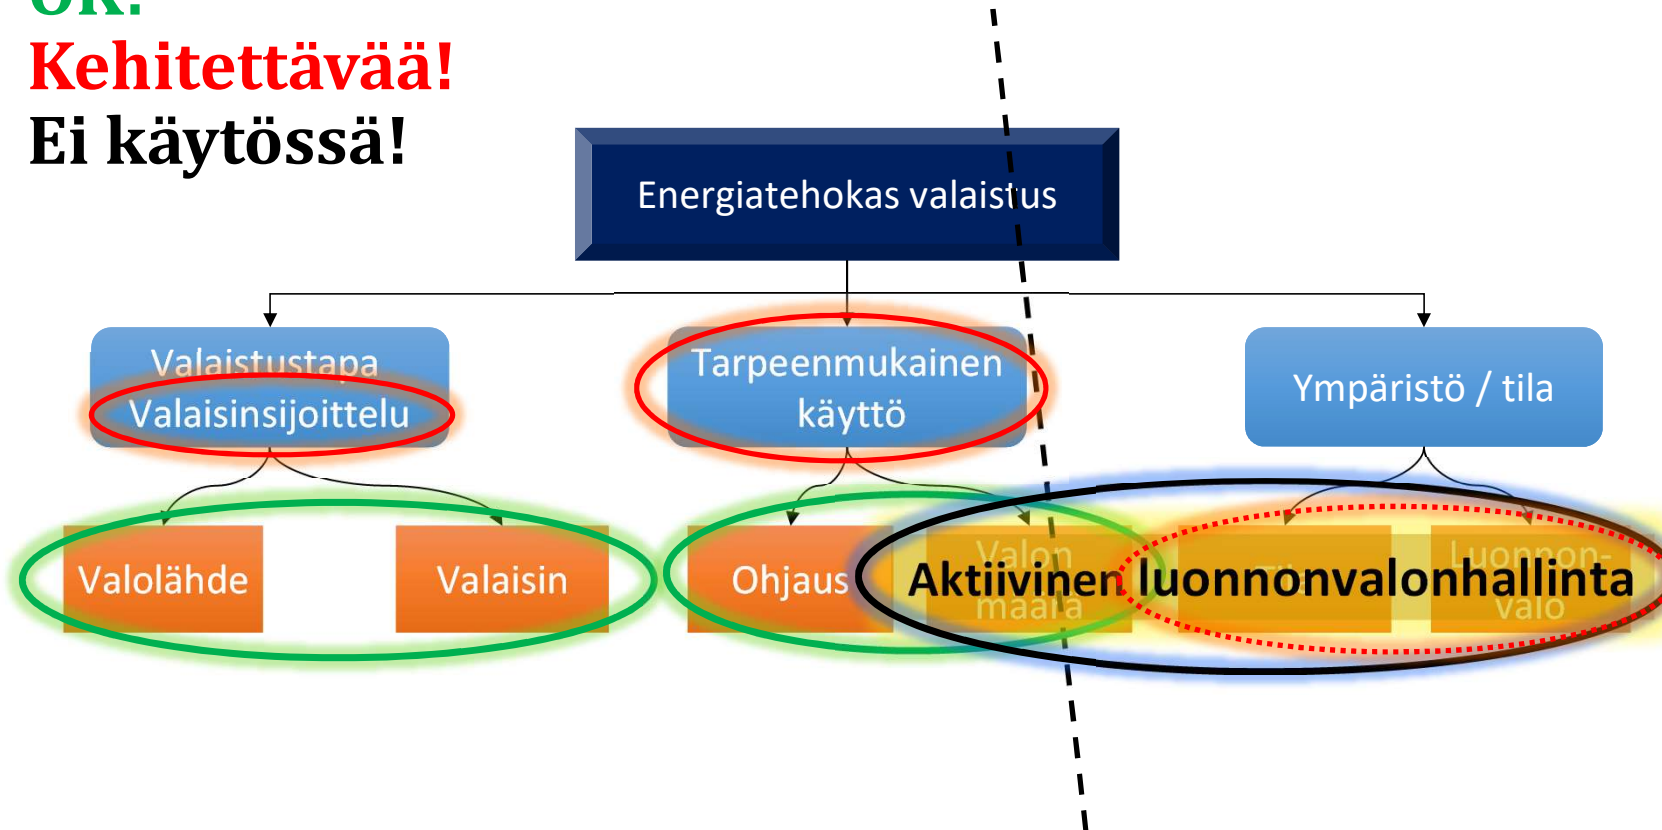 OK!
Kehitettävää!
Ei käytössä!
Energiatehokas valaistus
Valaistustapa
Valaisinsijoittelu
Tarpeenmukainen
käyttö
Ympäristö / tila
Valolähde
Valaisin
Ohjaus
Valon
määrä
Aktiivinen luonnonvalonhallinta
Luonnon-
valo